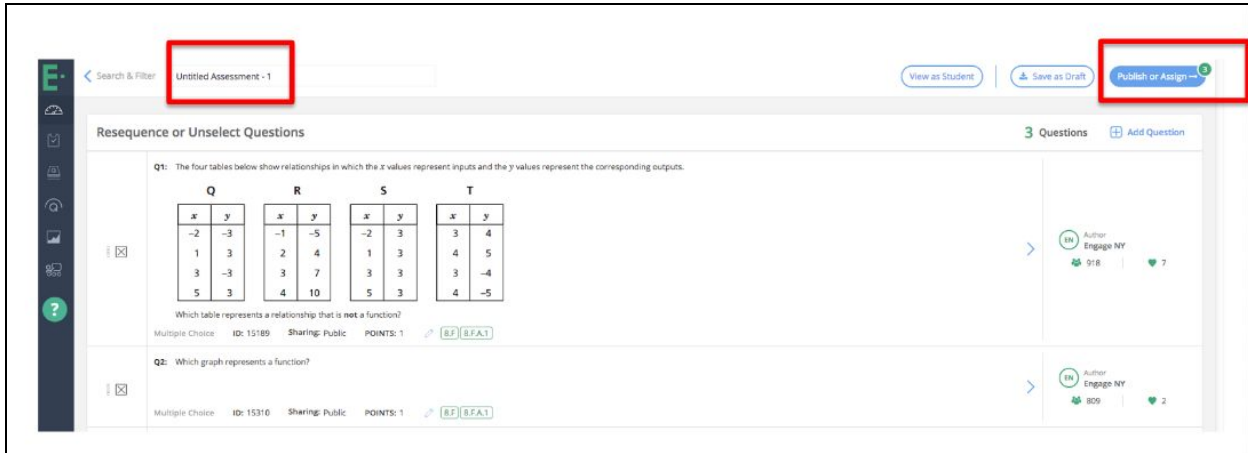 E·
Search & Filter
Untitled Assessment - 1
View as Student
Save as Draft
Publish or Assign
3
Resequence or Unselect Questions
3 Questions
Add Question
Q1: The four tables below show relationships in which the x values represent inputs and the y values represent the corresponding outputs.
Q R S T
x y x y x y x y
−2 −3 −1 −5 −2 3 3 4
1 3 2 4 1 3 4 5
3 −3 3 7 3 3 3 −4
5 3 4 10 5 3 4 −5
Which table represents a relationship that is not a function?
Multiple Choice ID: 15189 Sharing: Public POINTS: 1 8.F 8.F.A.1
EN
Author
Engage NY
918 7
Q2: Which graph represents a function?
Multiple Choice ID: 15310 Sharing: Public POINTS: 1 8.F 8.F.A.1
EN
Author
Engage NY
809 2
?